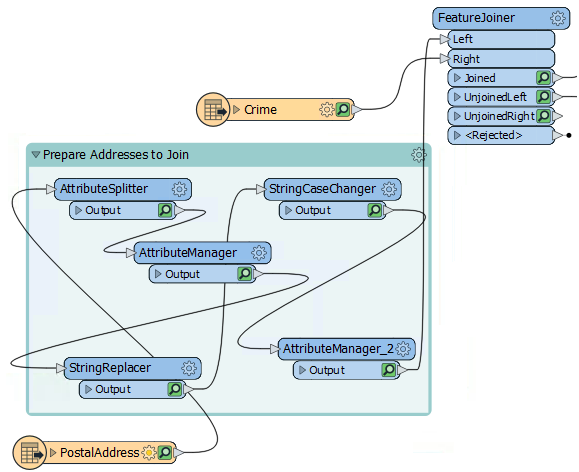 FeatureJoiner
Left
Right
Joined
UnjoinedLeft
UnjoinedRight
<Rejected>
Crime
Prepare Addresses to Join
AttributeSplitter
Output
StringCaseChanger
Output
AttributeManager
Output
AttributeManager_2
Output
StringReplacer
Output
PostalAddress